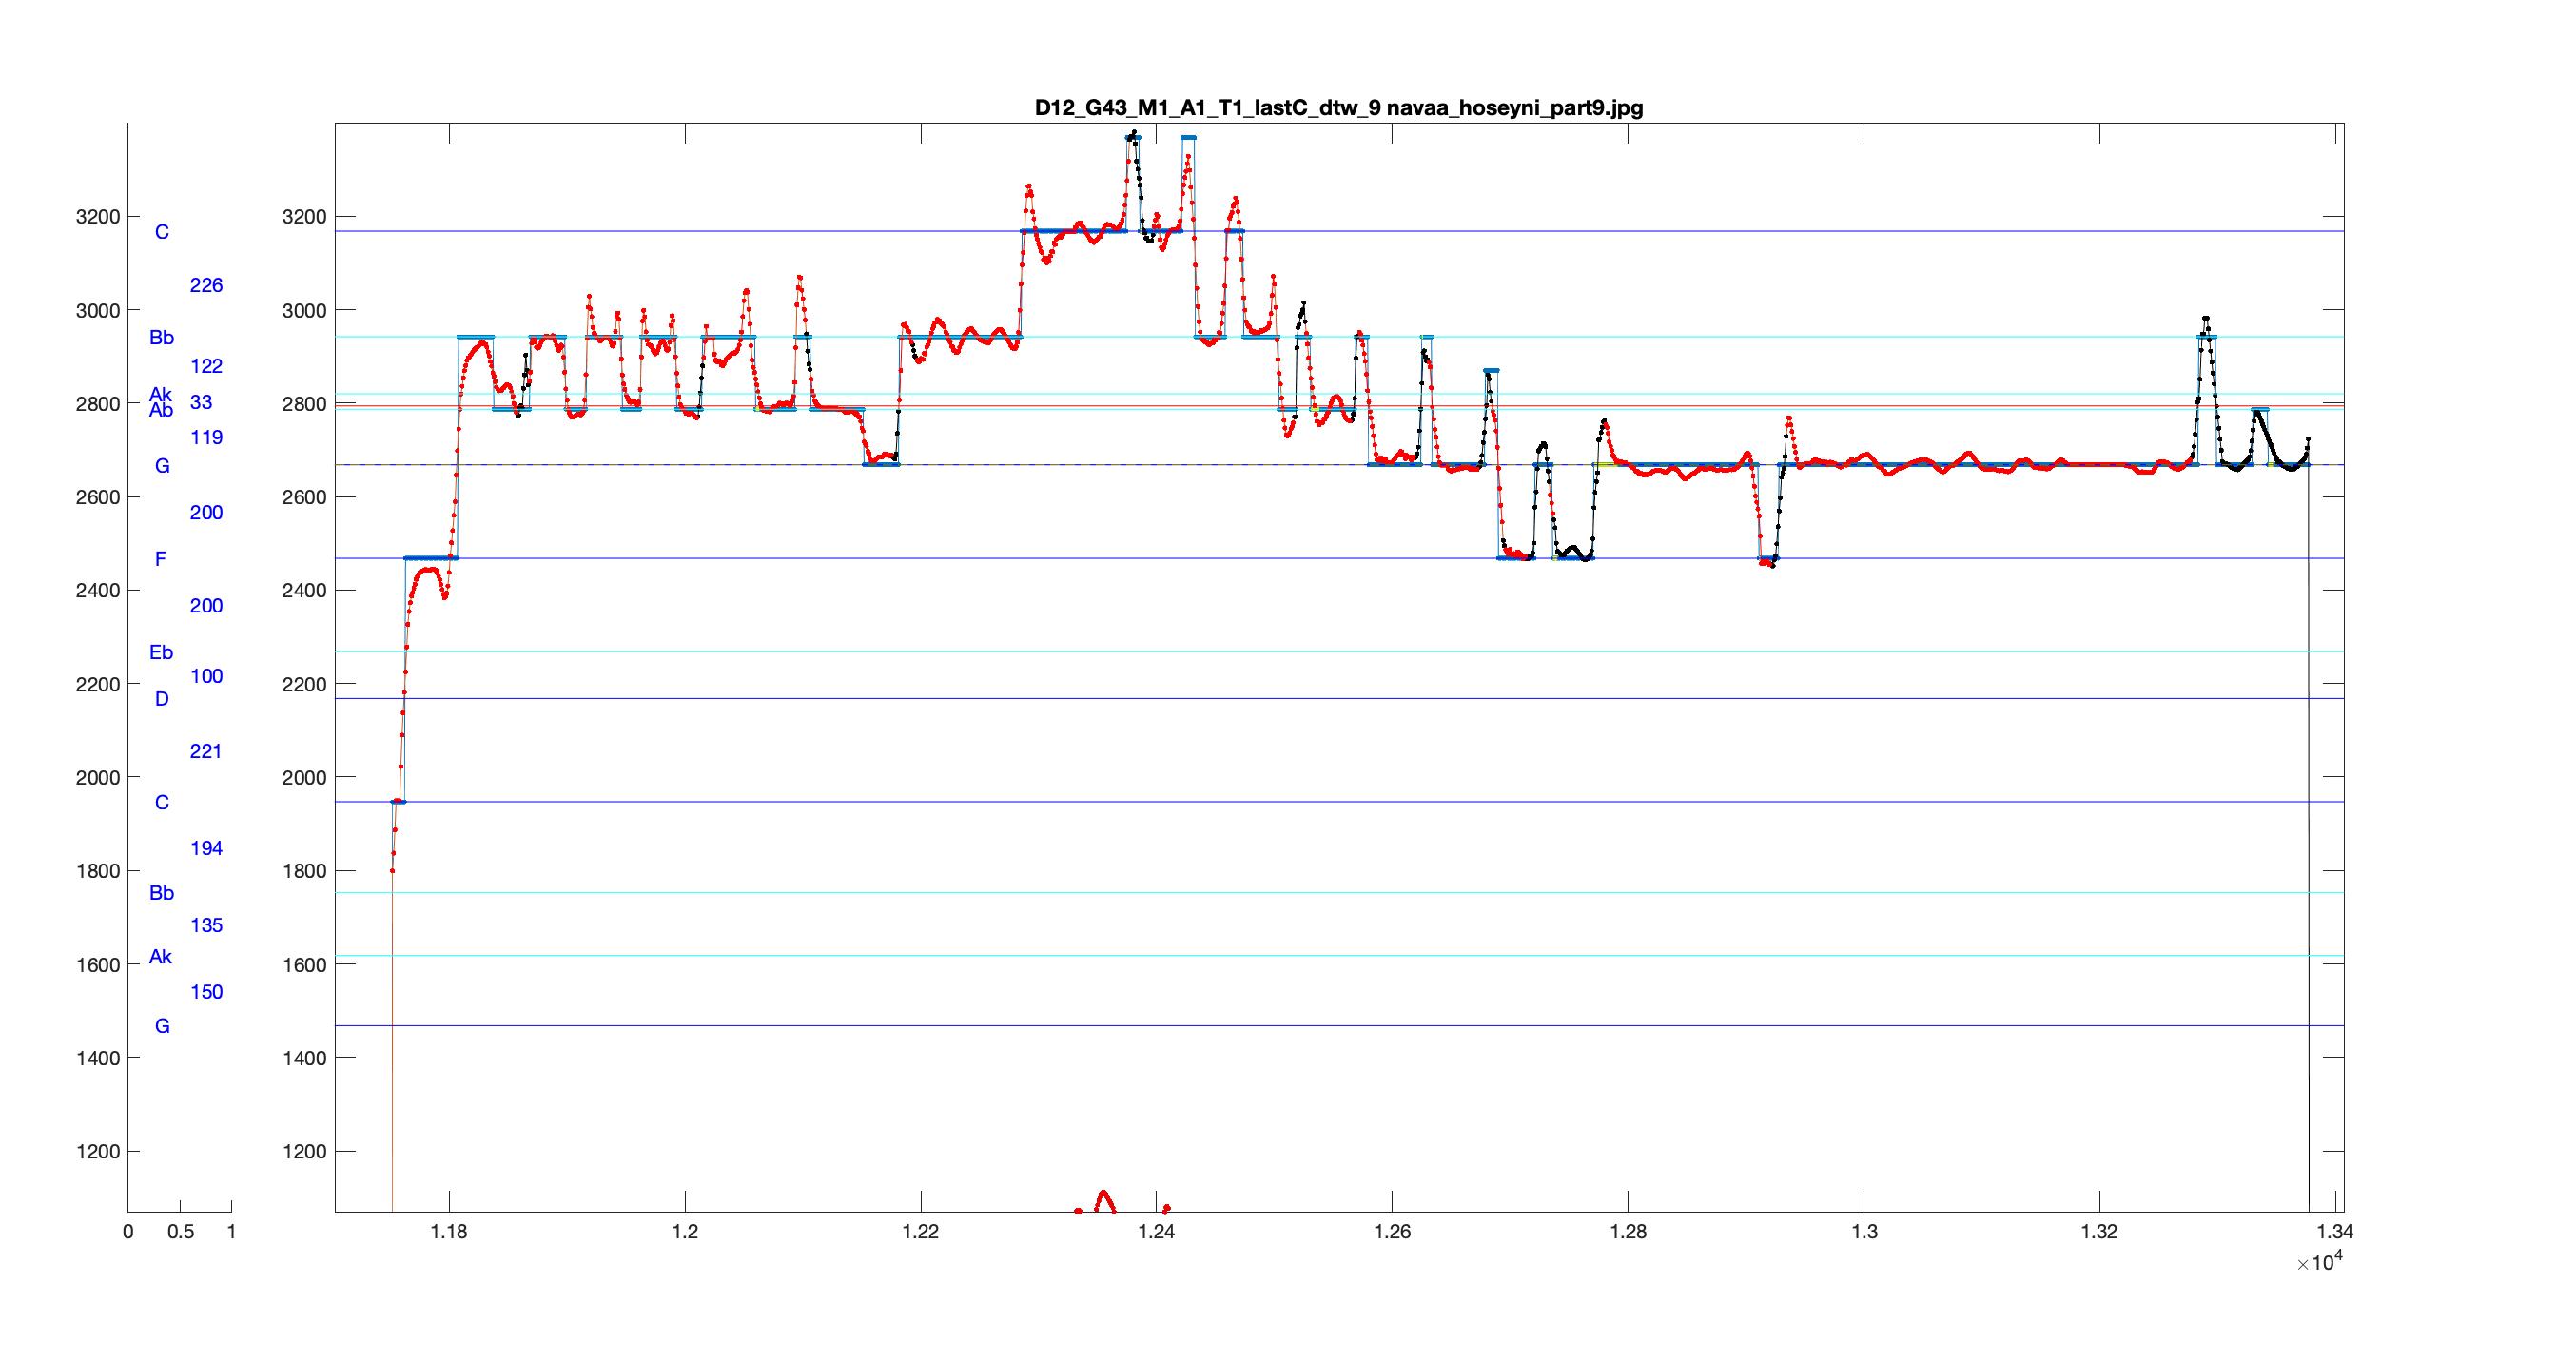 D12_G43_M1_A1_T1_lastC_dtw_9 navaa_hoseyni_part9.jpg
3200 C 3200
226
3000 3000
Bb
122
Ak
2800 33 2800
Ab
119
G
2600 2600
200
F
2400 2400
200
Eb
100
2200 2200
D
221
2000 2000
C
194
1800 1800
Bb
135
Ak
1600 1600
150
G
1400 1400
1200 1200
0 0.5 1 1.18 1.2 1.22 1.24 1.26 1.28 1.3 1.32 1.34
×10⁴